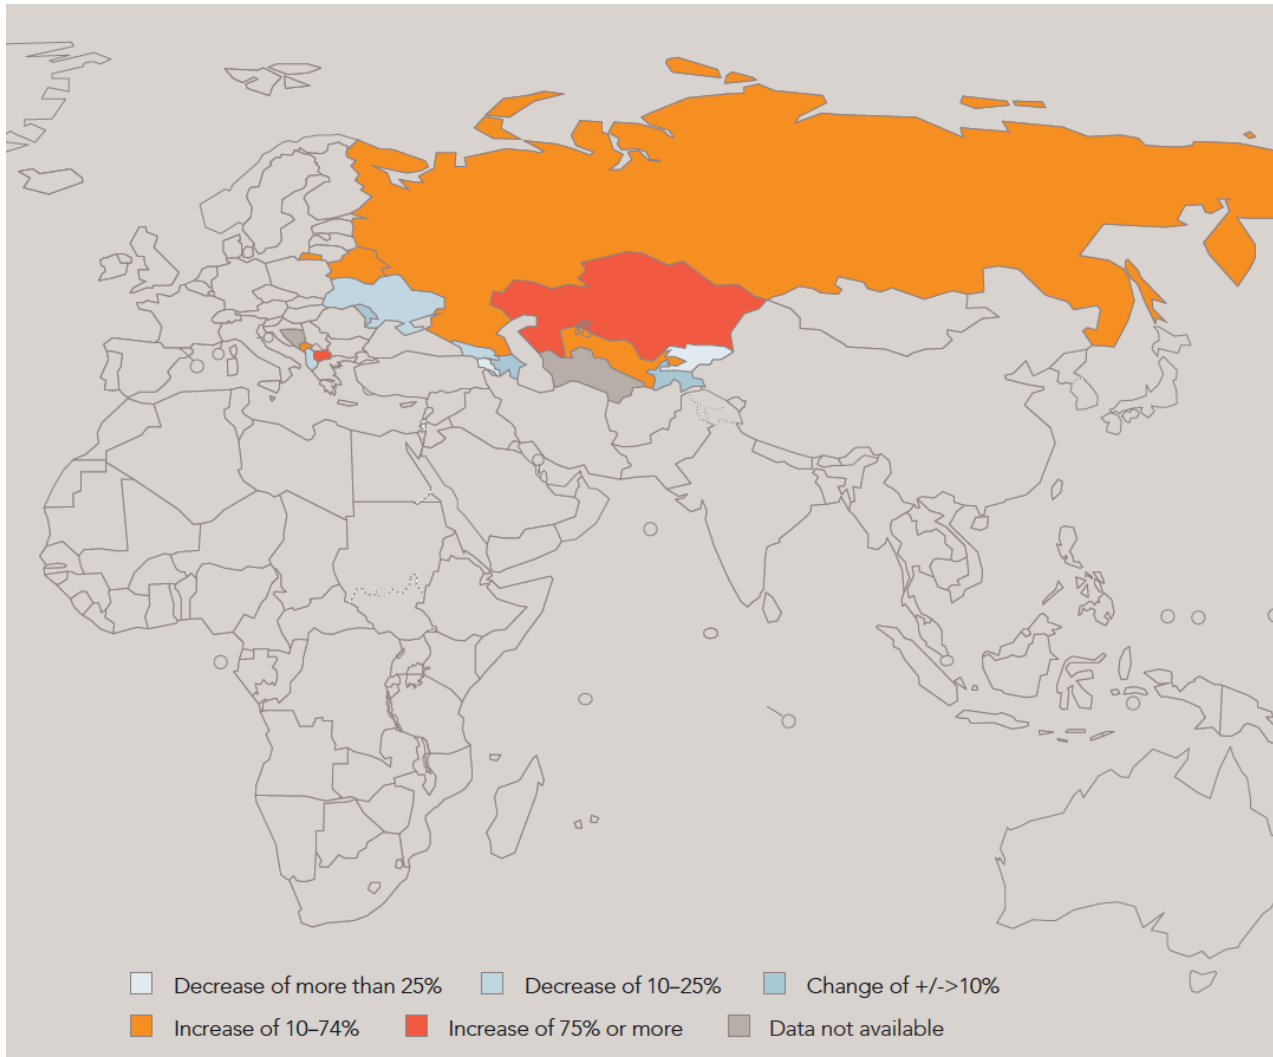 Decrease of more than 25% Decrease of 10–25% Change of +/->10%
Increase of 10–74% Increase of 75% or more Data not available